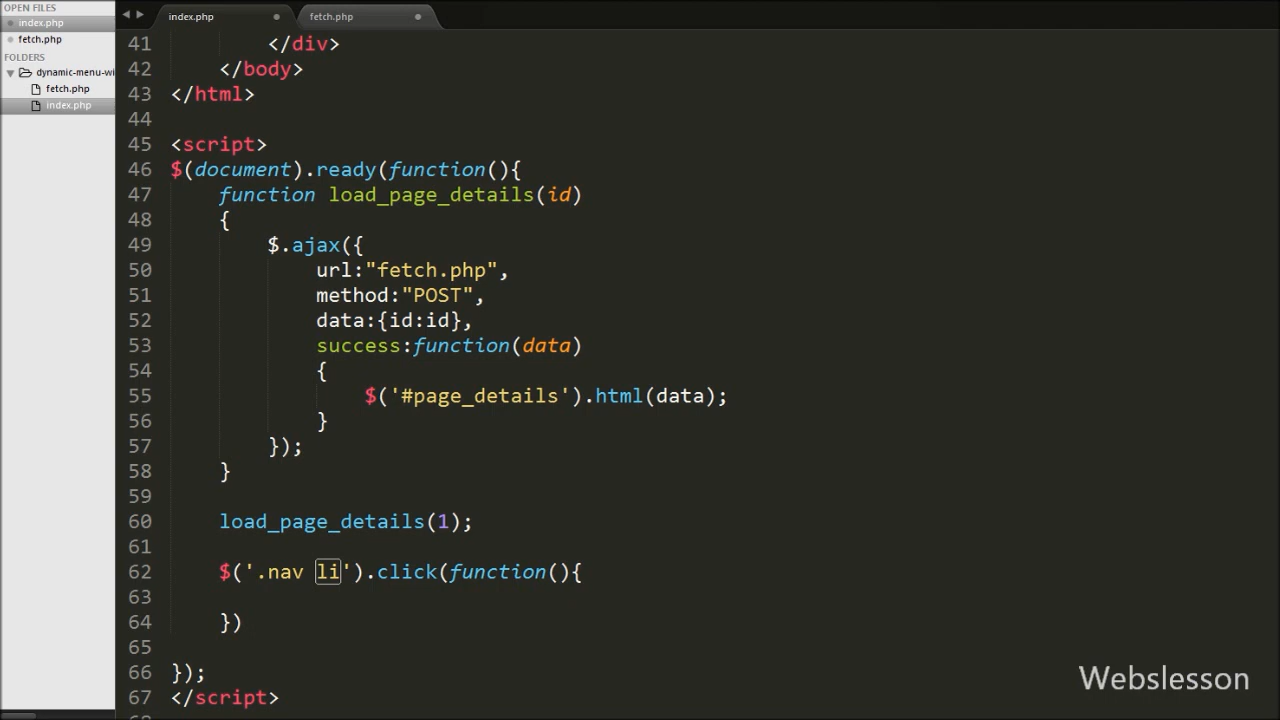 OPEN FILES
index.php
fetch.php
FOLDERS
dynamic-menu-wi
fetch.php
index.php
index.php
fetch.php
41 </div>
42 </body>
43 </html>
44
45 <script>
46 $(document).ready(function(){
47 function load_page_details(id)
48 {
49 $.ajax({
50 url:"fetch.php",
51 method:"POST",
52 data:{id:id},
53 success:function(data)
54 {
55 $('#page_details').html(data);
56 }
57 });
58 }
59
60 load_page_details(1);
61
62 $('.nav li').click(function(){
63
64 })
65
66 });
67 </script>
68
Webslesson